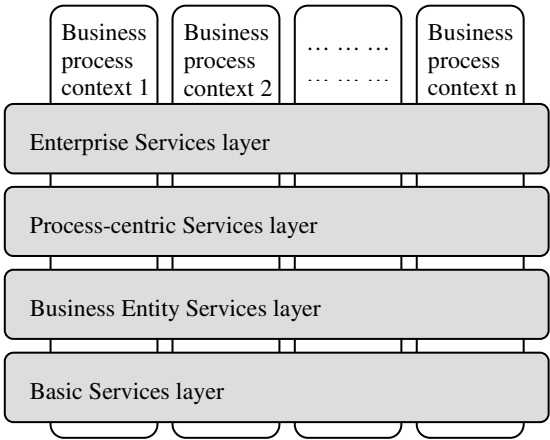 Business
process
context 1
Business
process
context 2
… … …
… … …
Business
process
context n
Enterprise Services layer
Process-centric Services layer
Business Entity Services layer
Basic Services layer